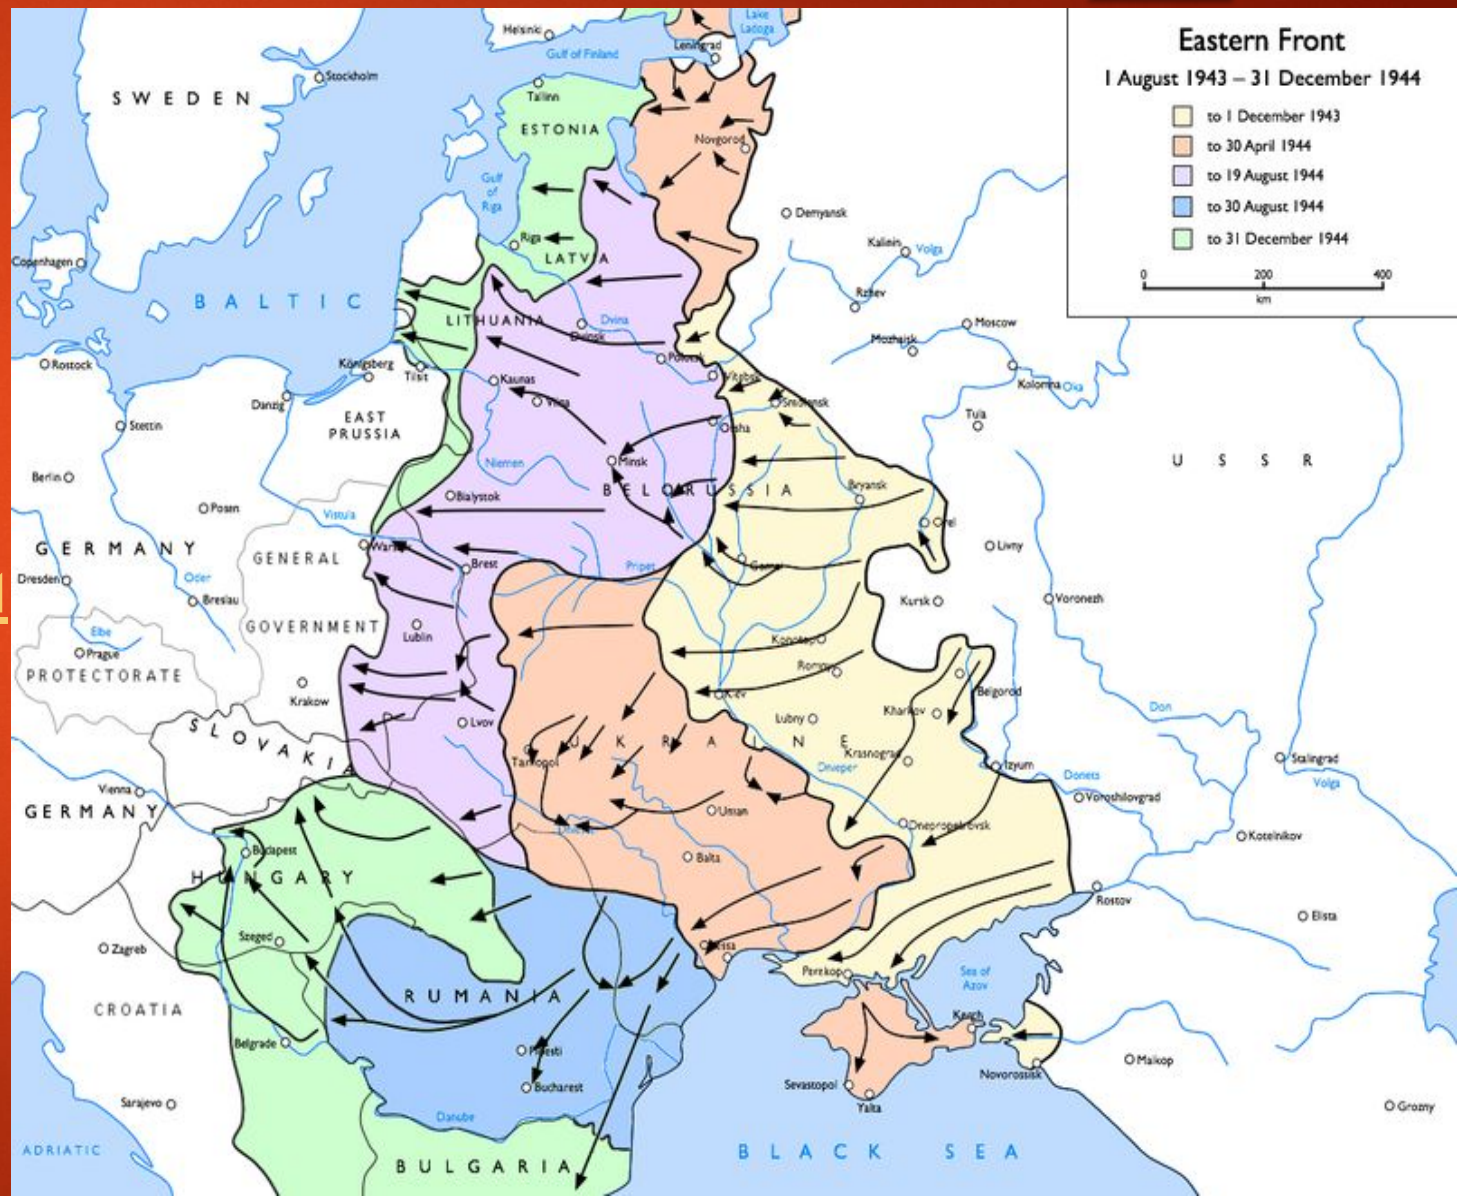 Eastern Front
1 August 1943 – 31 December 1944
to 1 December 1943
to 30 April 1944
to 19 August 1944
to 30 August 1944
to 31 December 1944
0 200 400
km
Lake
Ladoga
Helsinki
Gulf of Finland
Leningrad
Stockholm
SWEDEN
Tallinn
ESTONIA
Novgorod
Gulf
of
Riga
Demyansk
Riga
LATVIA
Kalinin
Volga
Copenhagen
BALTIC
Rzhev
LITHUANIA
Dvina
Dvinsk
Moscow
Mozhaisk
Polotsk
Rostock
Königsberg
Tilsit
Kaunas
Vitebsk
Kolomna
Oka
Danzig
Vilna
Smolensk
EAST
PRUSSIA
Stettin
Orsha
Tula
Niemen
Minsk
USSR
Berlin
BELORUSSIA
Bryansk
Bialystok
Posen
Vistula
Orel
GERMANY
Warsaw
Livny
GENERAL
Brest
Pripet
Gomel
Dresden
Oder
Breslau
Kursk
Voronezh
GOVERNMENT
Lublin
Elbe
Konotop
Prague
PROTECTORATE
Romny
Krakow
Kiev
Belgorod
Lvov
Lubny
Kharkov
Don
SLOVAKIA
UKRAINE
Krasnograd
Tarnopol
Dnieper
Izyum
Stalingrad
Donets
Volga
Vienna
Voroshilovgrad
GERMANY
Uman
Dnepropetrovsk
Kotelnikov
Budapest
Balta
HUNGARY
Rostov
Elista
Szeged
Zagreb
Perekop
Sea of
Azov
RUMANIA
CROATIA
Kerch
Belgrade
Ploesti
Maikop
Novorossisk
Bucharest
Sevastopol
Yalta
Sarajevo
Grozny
Danube
ADRIATIC
BLACK SEA
BULGARIA